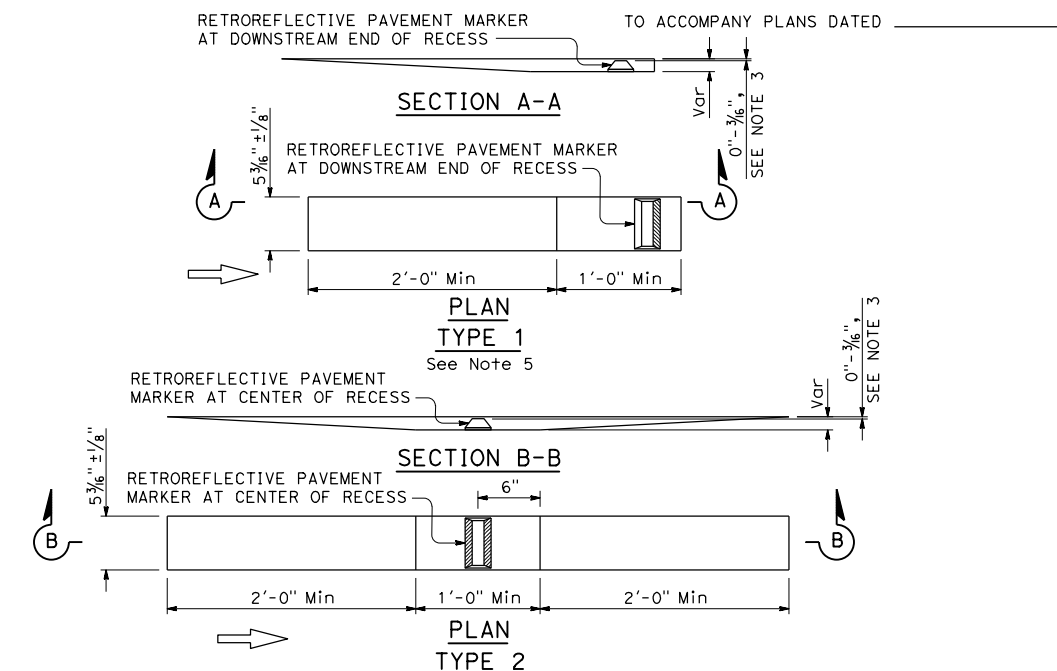 RETROREFLECTIVE PAVEMENT MARKER
AT DOWNSTREAM END OF RECESS
TO ACCOMPANY PLANS DATED
SECTION A-A
Var
0"-3/16",
SEE NOTE 3
5 3/16" ±1/8"
RETROREFLECTIVE PAVEMENT MARKER
AT DOWNSTREAM END OF RECESS
A
A
2'-0" Min
1'-0" Min
PLAN
TYPE 1
See Note 5
RETROREFLECTIVE PAVEMENT
MARKER AT CENTER OF RECESS
Var
0"-3/16",
SEE NOTE 3
SECTION B-B
5 3/16" ±1/8"
RETROREFLECTIVE PAVEMENT
MARKER AT CENTER OF RECESS
6"
B
B
2'-0" Min
1'-0" Min
2'-0" Min
PLAN
TYPE 2